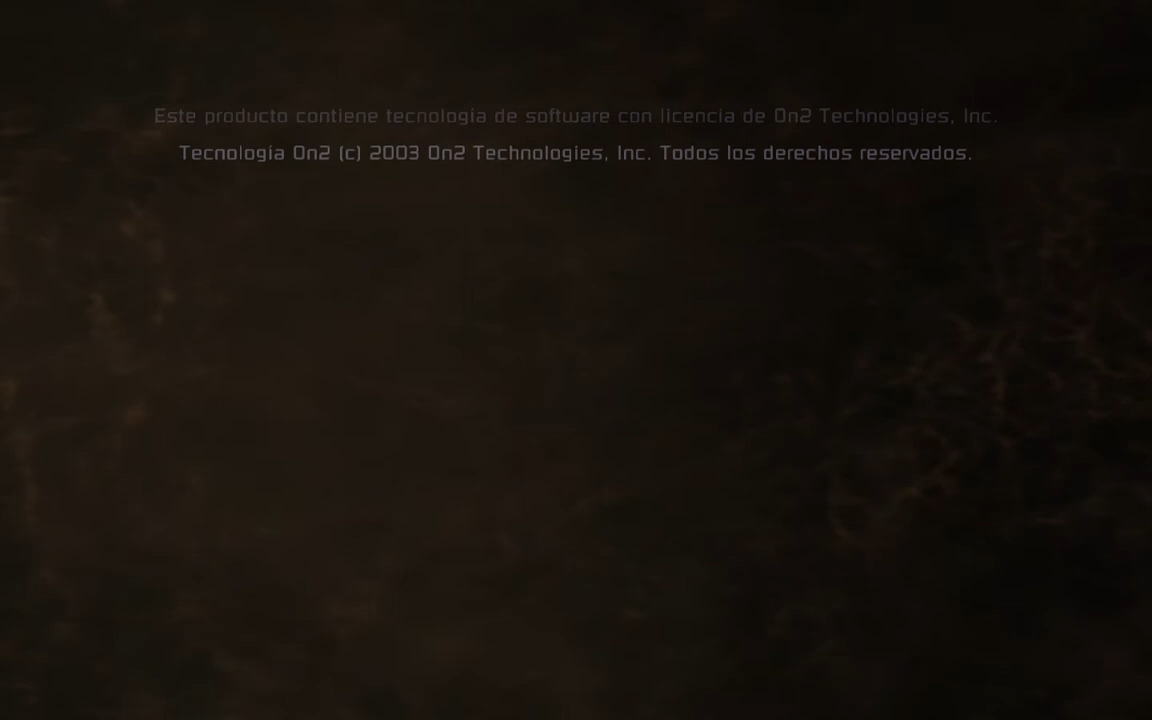 Este producto contiene tecnología de software con licencia de On2 Technologies, Inc.
Tecnología On2 (c) 2003 On2 Technologies, Inc. Todos los derechos reservados.